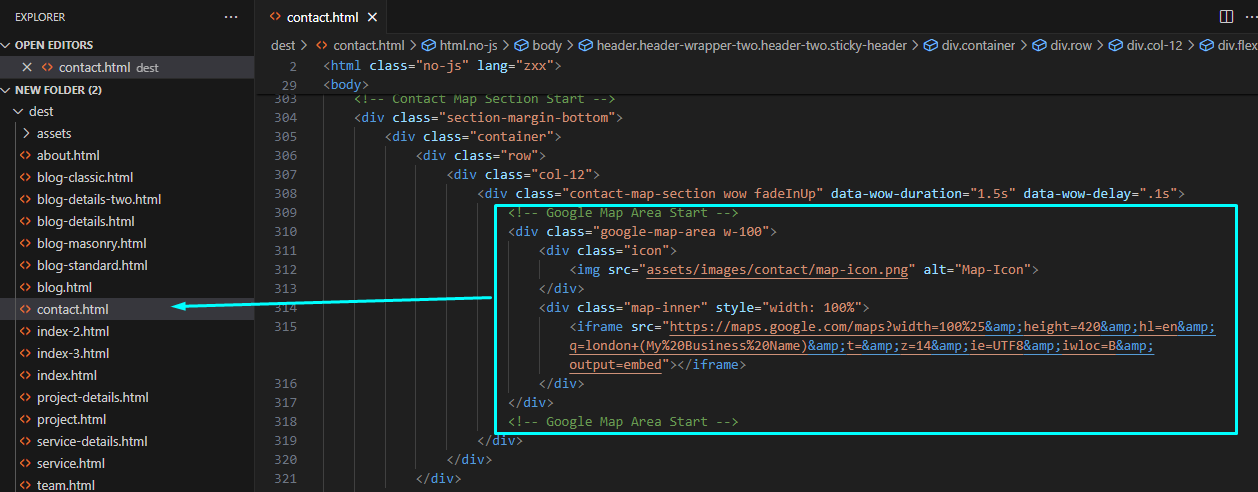 EXPLORER
···
OPEN EDITORS
contact.html dest
NEW FOLDER (2)
dest
assets
about.html
blog-classic.html
blog-details-two.html
blog-details.html
blog-masonry.html
blog-standard.html
blog.html
contact.html
index-2.html
index-3.html
index.html
project-details.html
project.html
service-details.html
service.html
team.html
contact.html
dest > contact.html > html.no-js > body > header.header-wrapper-two.header-two.sticky-header > div.container > div.row > div.col-12 > div.flex
2 <html class="no-js" lang="zxx">
29 <body>
303 <!-- Contact Map Section Start -->
304 <div class="section-margin-bottom">
305 <div class="container">
306 <div class="row">
307 <div class="col-12">
308 <div class="contact-map-section wow fadeInUp" data-wow-duration="1.5s" data-wow-delay=".1s">
309 <!-- Google Map Area Start -->
310 <div class="google-map-area w-100">
311 <div class="icon">
312 <img src="assets/images/contact/map-icon.png" alt="Map-Icon">
313 </div>
314 <div class="map-inner" style="width: 100%">
315 <iframe src="https://maps.google.com/maps?width=100%25&amp;height=420&amp;hl=en&amp;
q=london+(My%20Business%20Name)&amp;t=&amp;z=14&amp;ie=UTF8&amp;iwloc=B&amp;
output=embed"></iframe>
316 </div>
317 </div>
318 <!-- Google Map Area Start -->
319 </div>
320 </div>
321 </div>